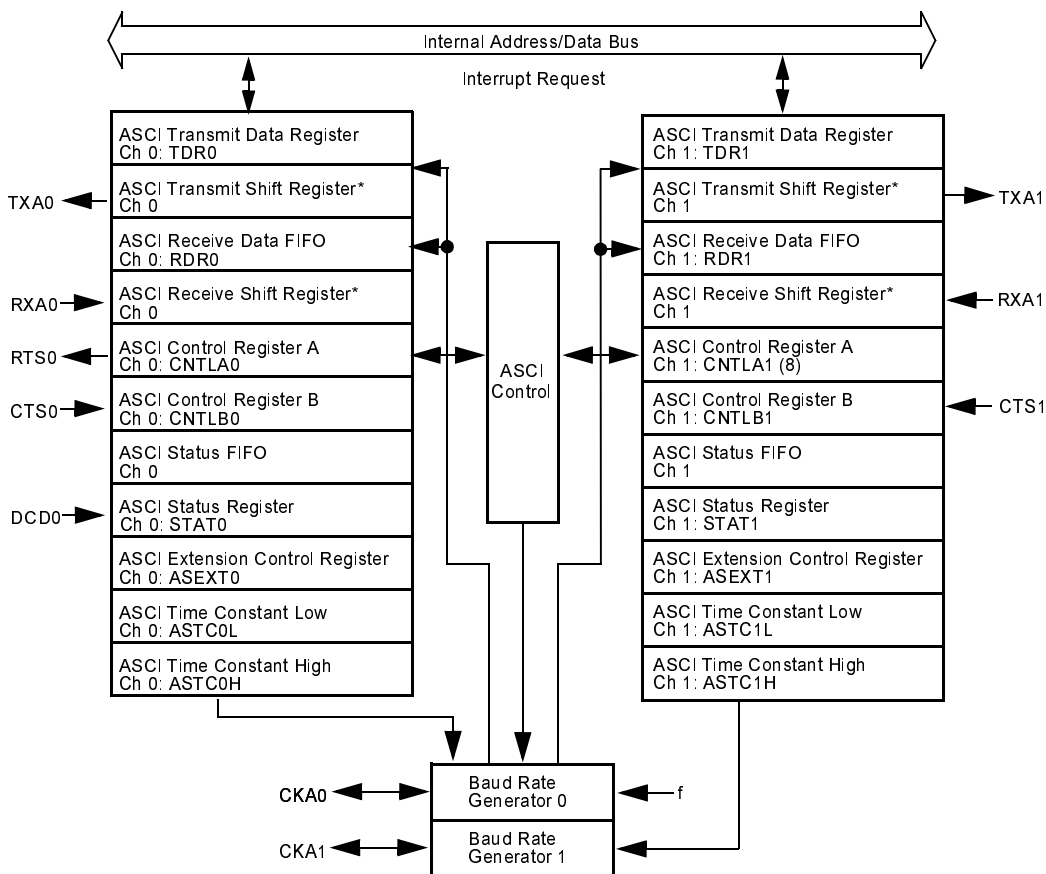 Internal Address/Data Bus
Interrupt Request
ASCI Transmit Data Register
Ch 0: TDR0
ASCI Transmit Shift Register*
Ch 0
ASCI Receive Data FIFO
Ch 0: RDR0
ASCI Receive Shift Register*
Ch 0
ASCI Control Register A
Ch 0: CNTLA0
ASCI Control Register B
Ch 0: CNTLB0
ASCI Status FIFO
Ch 0
ASCI Status Register
Ch 0: STAT0
ASCI Extension Control Register
Ch 0: ASEXT0
ASCI Time Constant Low
Ch 0: ASTC0L
ASCI Time Constant High
Ch 0: ASTC0H
TXA0
RXA0
RTS0
CTS0
DCD0
ASCI
Control
ASCI Transmit Data Register
Ch 1: TDR1
ASCI Transmit Shift Register*
Ch 1
ASCI Receive Data FIFO
Ch 1: RDR1
ASCI Receive Shift Register*
Ch 1
ASCI Control Register A
Ch 1: CNTLA1 (8)
ASCI Control Register B
Ch 1: CNTLB1
ASCI Status FIFO
Ch 1
ASCI Status Register
Ch 1: STAT1
ASCI Extension Control Register
Ch 1: ASEXT1
ASCI Time Constant Low
Ch 1: ASTC1L
ASCI Time Constant High
Ch 1: ASTC1H
TXA1
RXA1
CTS1
CKA0
Baud Rate
Generator 0
f
CKA1
Baud Rate
Generator 1